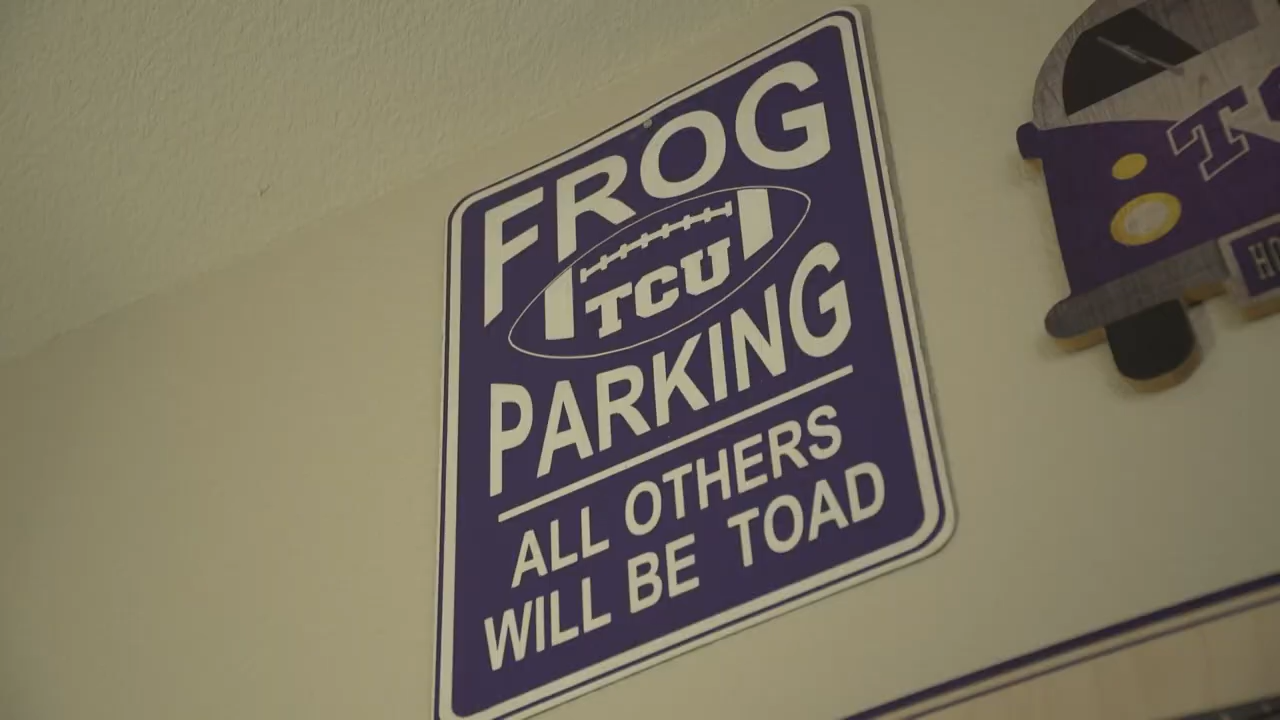 FROG
TCU
PARKING
ALL OTHERS
WILL BE TOAD